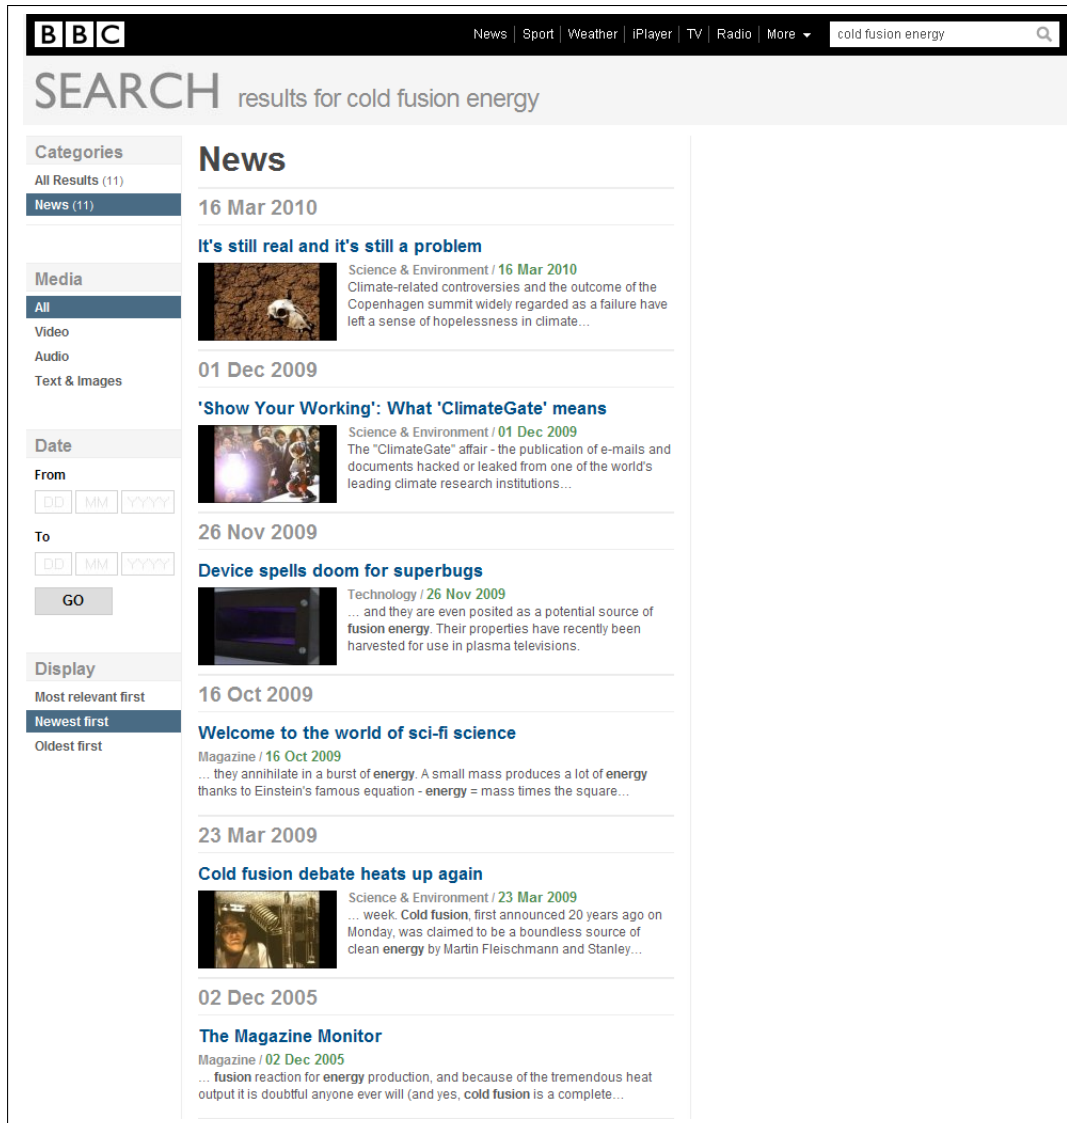 BBC
News Sport Weather iPlayer TV Radio More
cold fusion energy
SEARCH results for cold fusion energy
Categories
All Results (11)
News (11)
Media
All
Video
Audio
Text & Images
Date
From
DD MM YYYY
To
DD MM YYYY
GO
Display
Most relevant first
Newest first
Oldest first
News
16 Mar 2010
It's still real and it's still a problem
Science & Environment / 16 Mar 2010
Climate-related controversies and the outcome of the
Copenhagen summit widely regarded as a failure have
left a sense of hopelessness in climate…
01 Dec 2009
'Show Your Working': What 'ClimateGate' means
Science & Environment / 01 Dec 2009
The "ClimateGate" affair - the publication of e-mails and
documents hacked or leaked from one of the world's
leading climate research institutions…
26 Nov 2009
Device spells doom for superbugs
Technology / 26 Nov 2009
… and they are even posited as a potential source of
fusion energy. Their properties have recently been
harvested for use in plasma televisions.
16 Oct 2009
Welcome to the world of sci-fi science
Magazine / 16 Oct 2009
… they annihilate in a burst of energy. A small mass produces a lot of energy
thanks to Einstein's famous equation - energy = mass times the square…
23 Mar 2009
Cold fusion debate heats up again
Science & Environment / 23 Mar 2009
… week. Cold fusion, first announced 20 years ago on
Monday, was claimed to be a boundless source of
clean energy by Martin Fleischmann and Stanley…
02 Dec 2005
The Magazine Monitor
Magazine / 02 Dec 2005
… fusion reaction for energy production, and because of the tremendous heat
output it is doubtful anyone ever will (and yes, cold fusion is a complete…